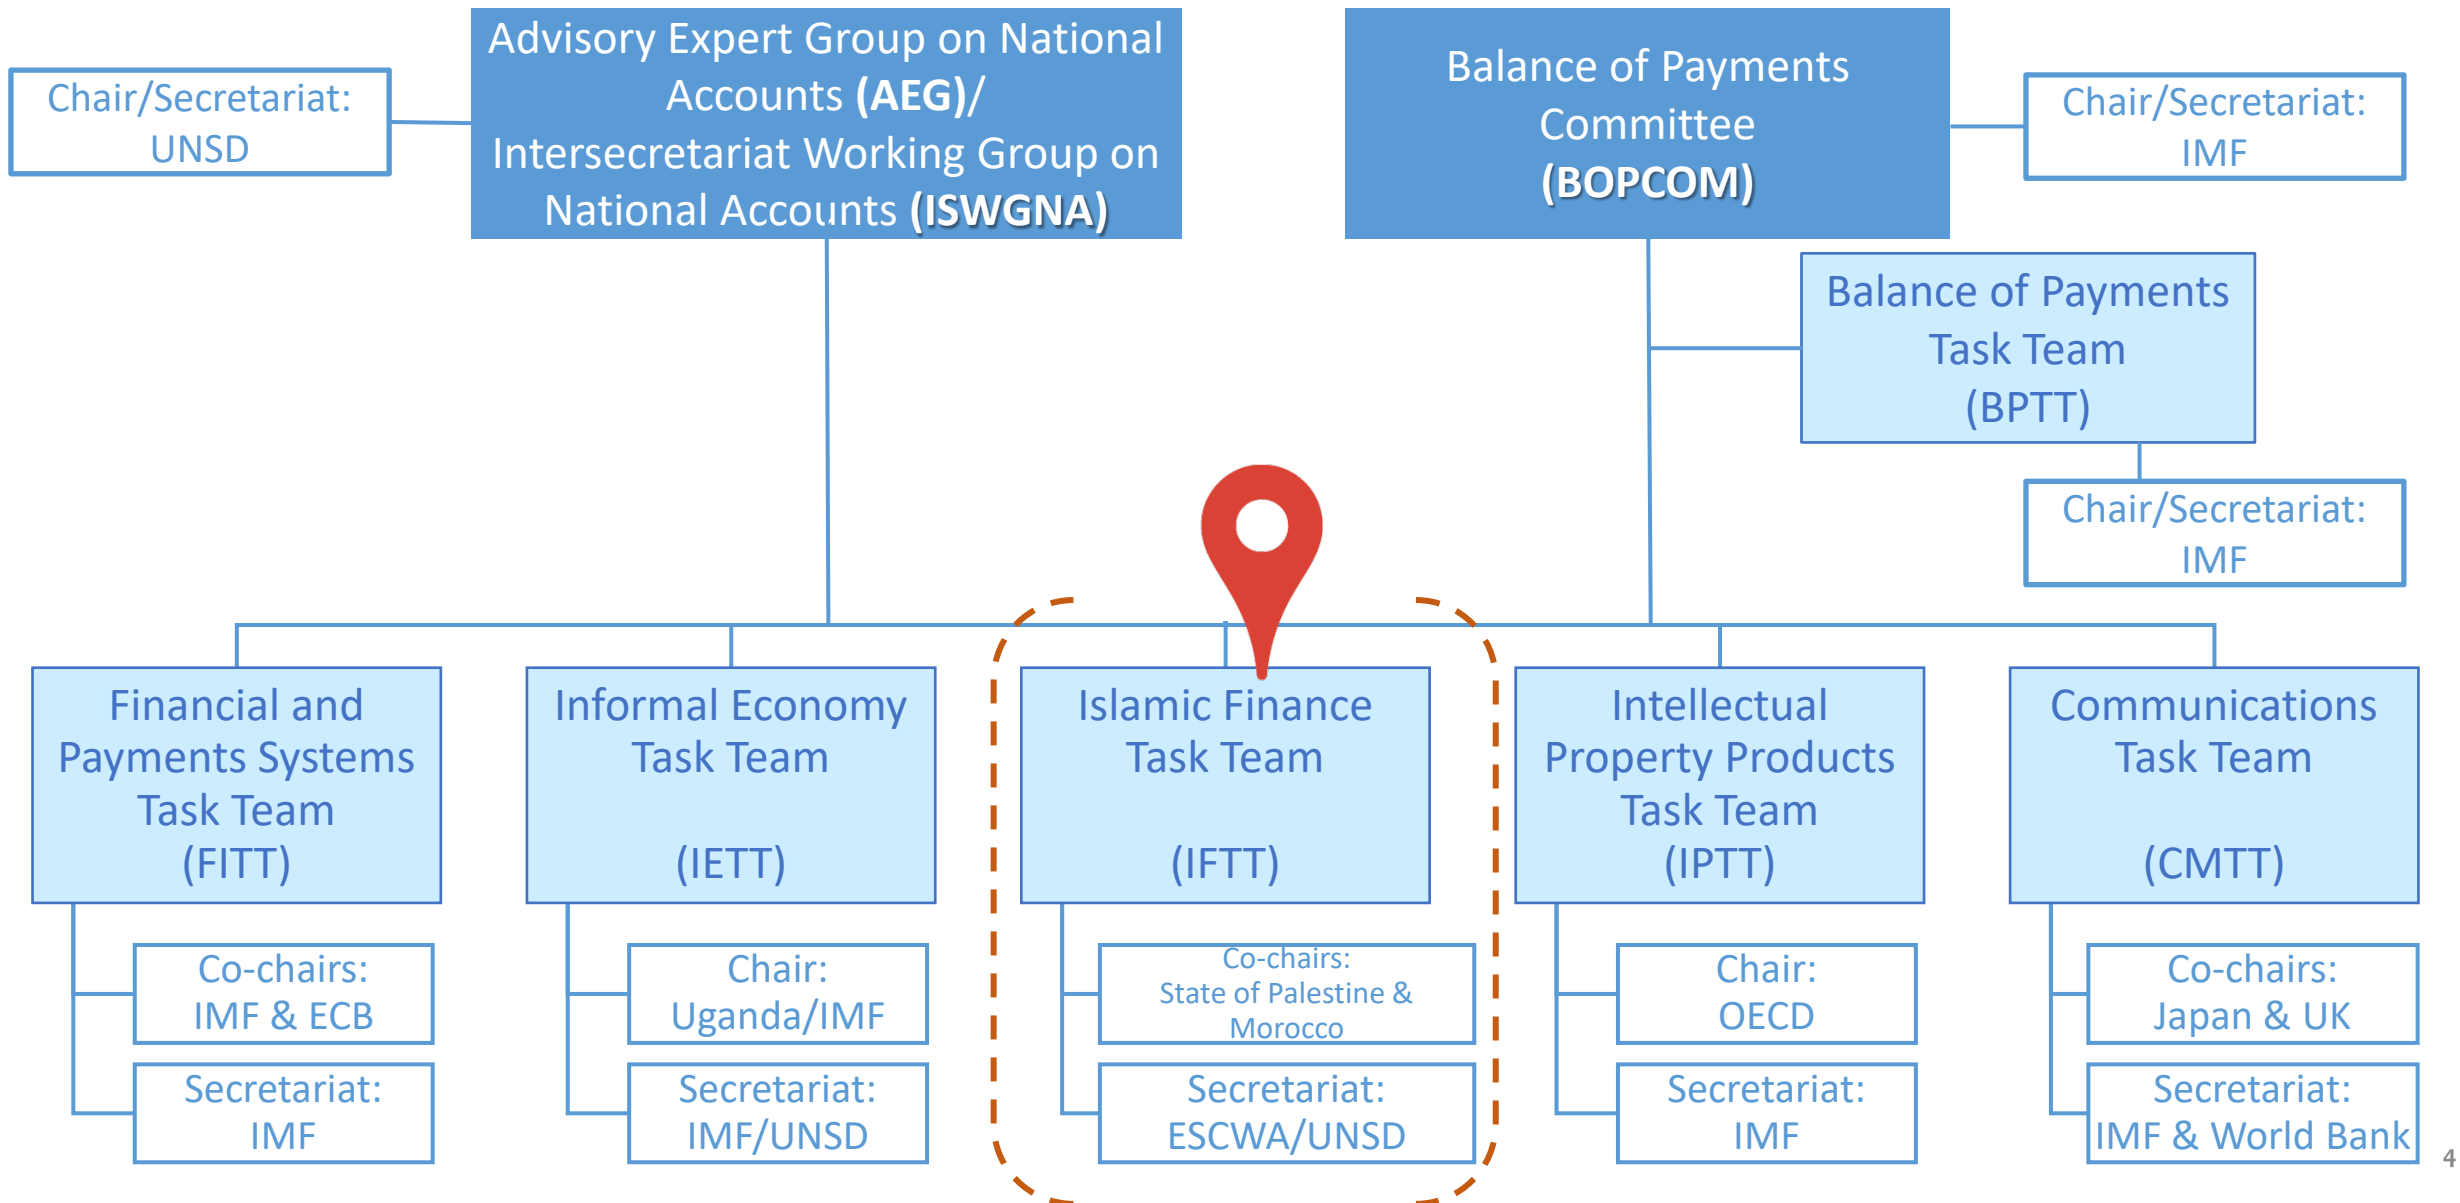 Advisory Expert Group on National
Accounts (AEG)/
Intersecretariat Working Group on
National Accounts (ISWGNA)
Chair/Secretariat:
UNSD
Balance of Payments
Committee
(BOPCOM)
Chair/Secretariat:
IMF
Balance of Payments
Task Team
(BPTT)
Chair/Secretariat:
IMF
Financial and
Payments Systems
Task Team
(FITT)
Co-chairs:
IMF & ECB
Secretariat:
IMF
Informal Economy
Task Team
(IETT)
Chair:
Uganda/IMF
Secretariat:
IMF/UNSD
Islamic Finance
Task Team
(IFTT)
Co-chairs:
State of Palestine &
Morocco
Secretariat:
ESCWA/UNSD
Intellectual
Property Products
Task Team
(IPTT)
Chair:
OECD
Secretariat:
IMF
Communications
Task Team
(CMTT)
Co-chairs:
Japan & UK
Secretariat:
IMF & World Bank
4